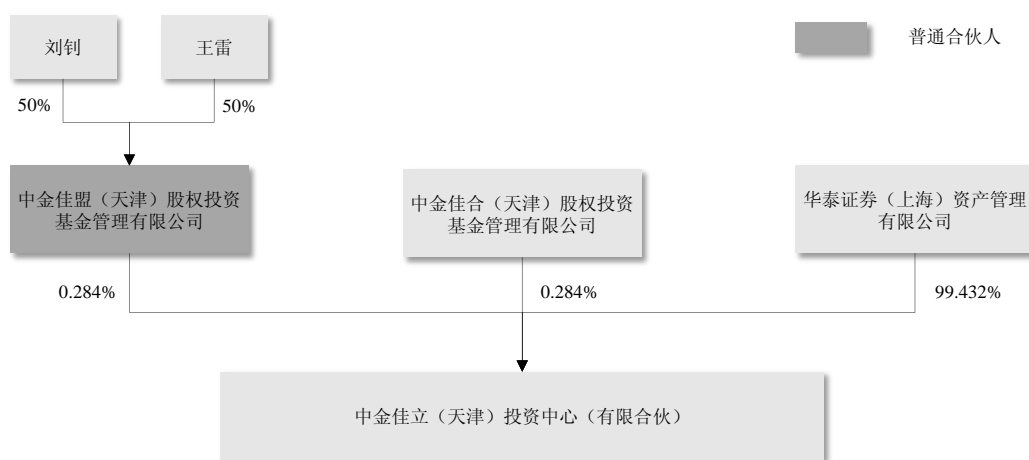 刘钊
王雷
普通合伙人
50%
50%
中金佳盟（天津）股权投资
基金管理有限公司
中金佳合（天津）股权投资
基金管理有限公司
华泰证券（上海）资产管理
有限公司
0.284%
0.284%
99.432%
中金佳立（天津）投资中心（有限合伙）